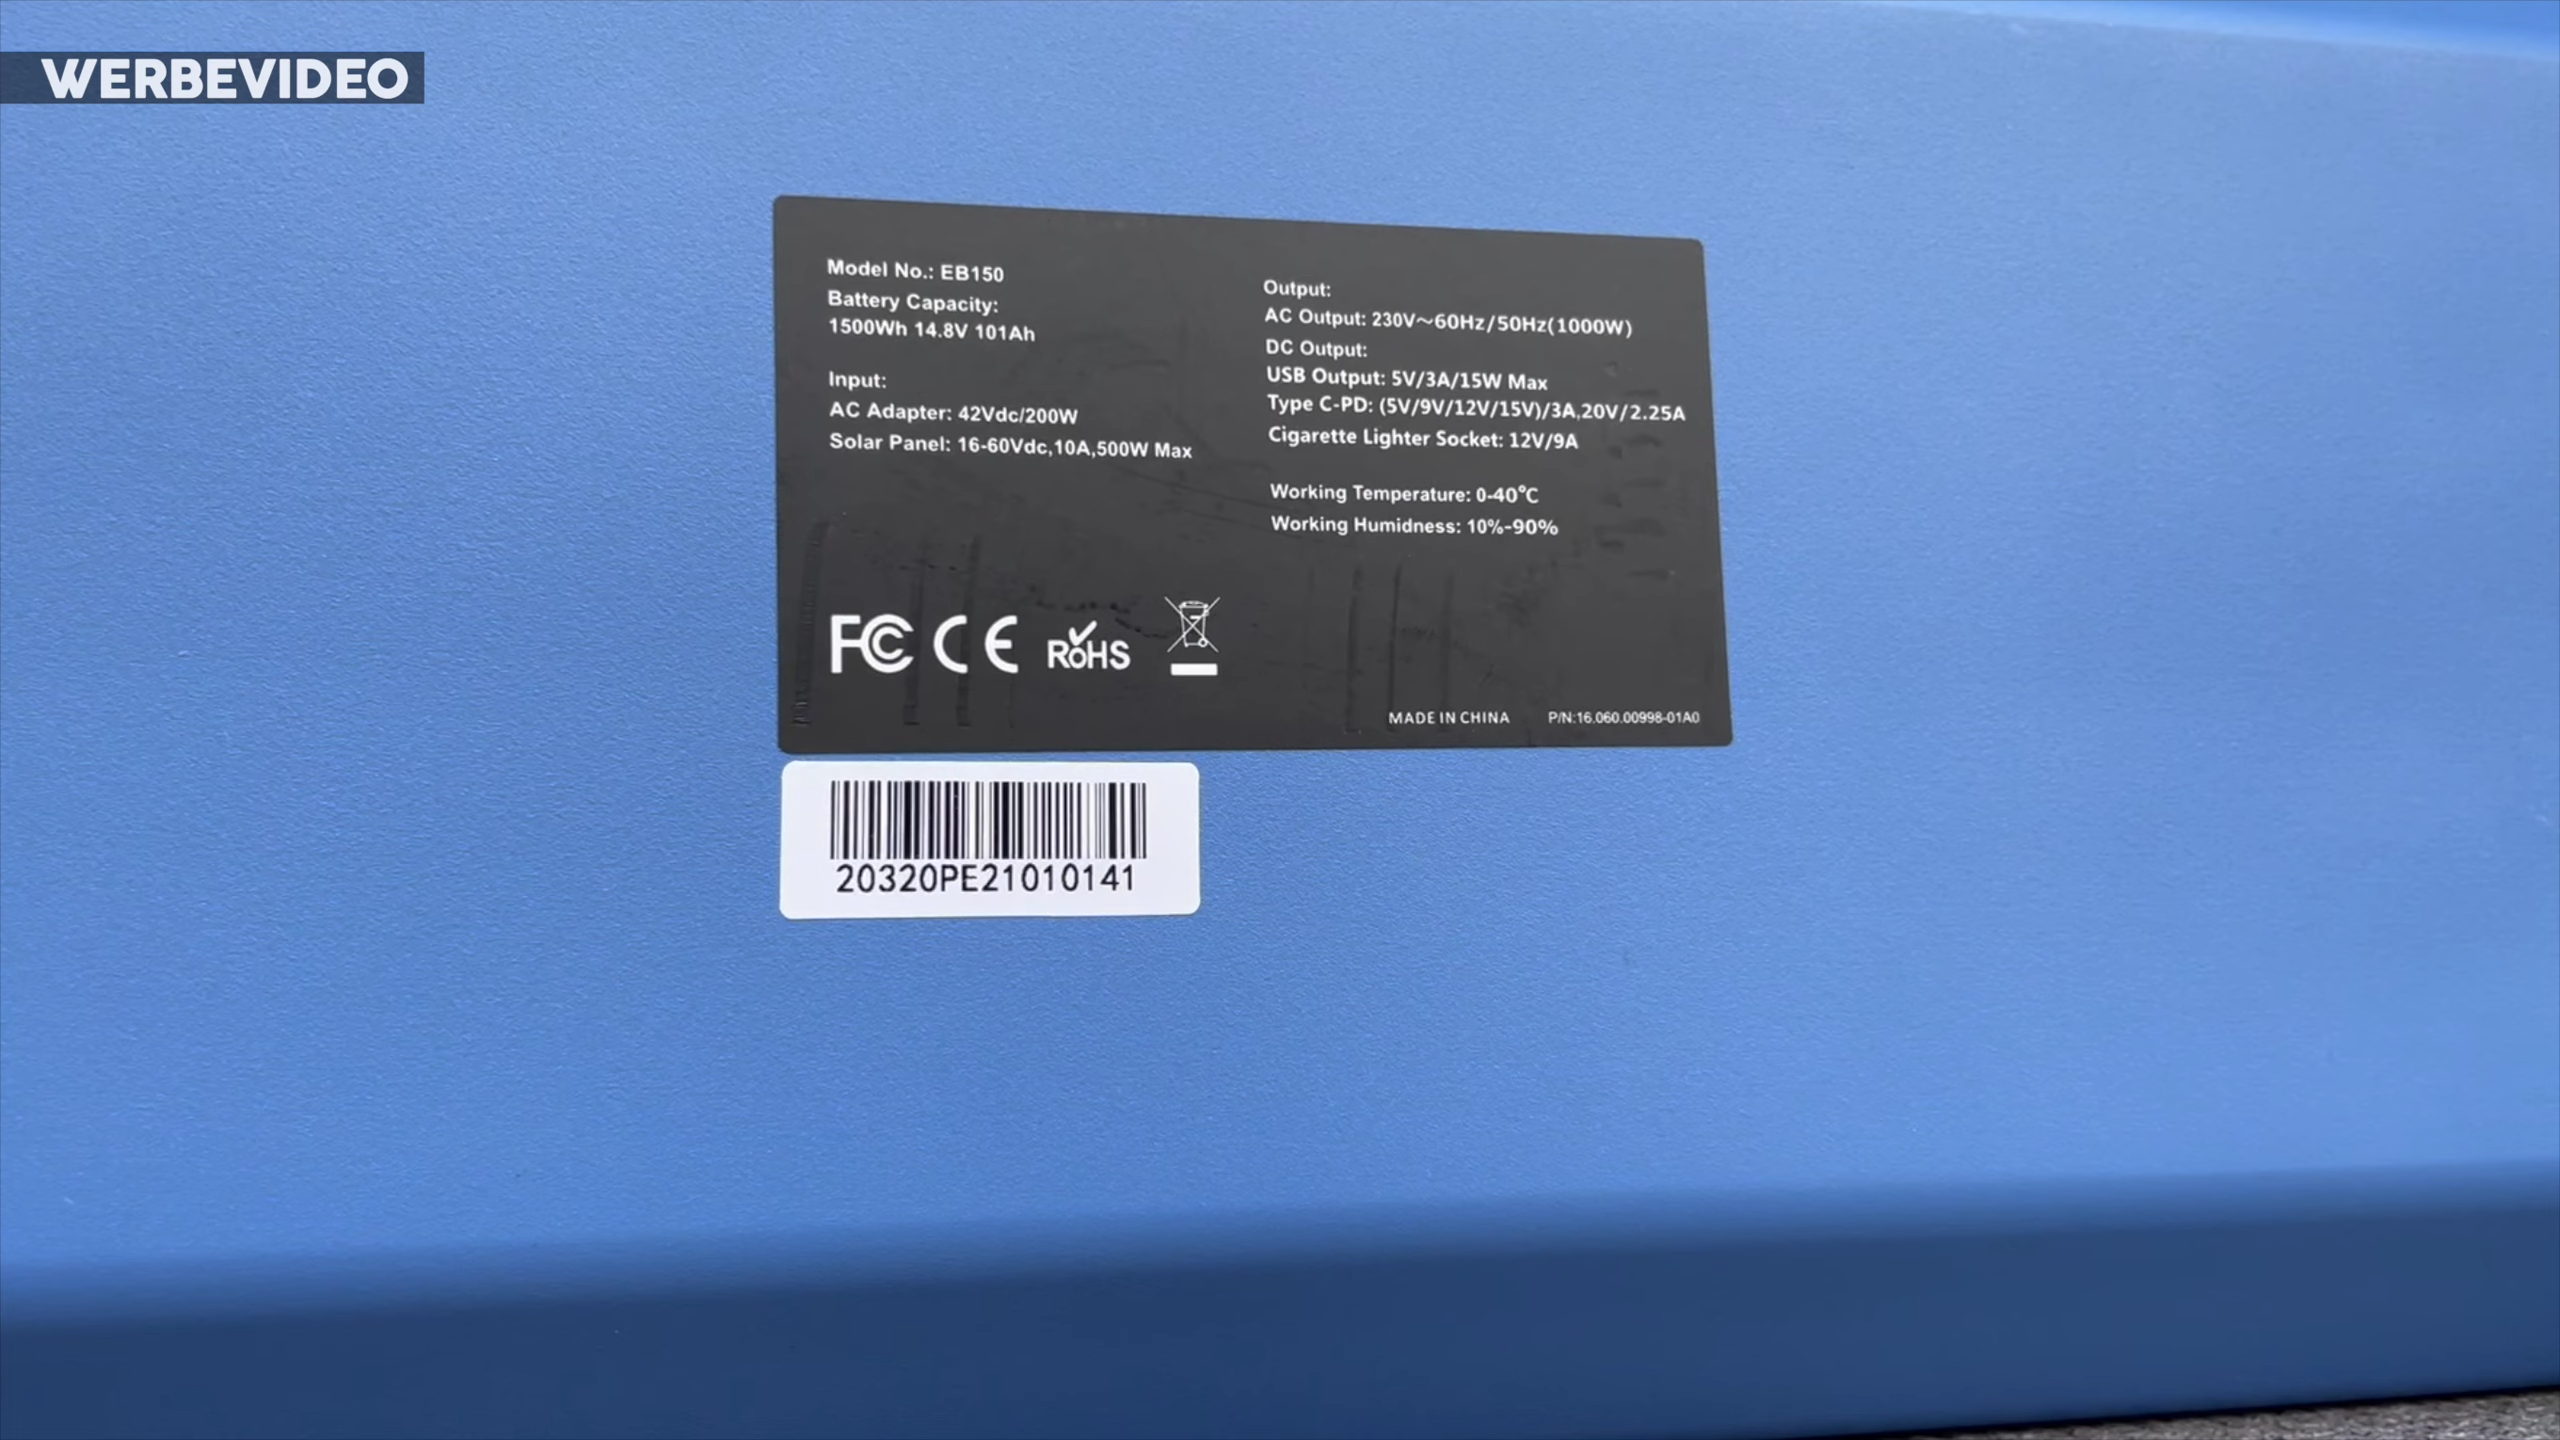 WERBEVIDEO
Model No.: EB150
Battery Capacity:
1500Wh 14.8V 101Ah
Input:
AC Adapter: 42Vdc/200W
Solar Panel: 16-60Vdc,10A,500W Max
Output:
AC Output: 230V~60Hz/50Hz(1000W)
DC Output:
USB Output: 5V/3A/15W Max
Type C-PD: (5V/9V/12V/15V)/3A,20V/2.25A
Cigarette Lighter Socket: 12V/9A
Working Temperature: 0-40°C
Working Humidness: 10%-90%
FC CE RoHS
MADE IN CHINA P/N:16.060.00998-01A0
20320PE21010141